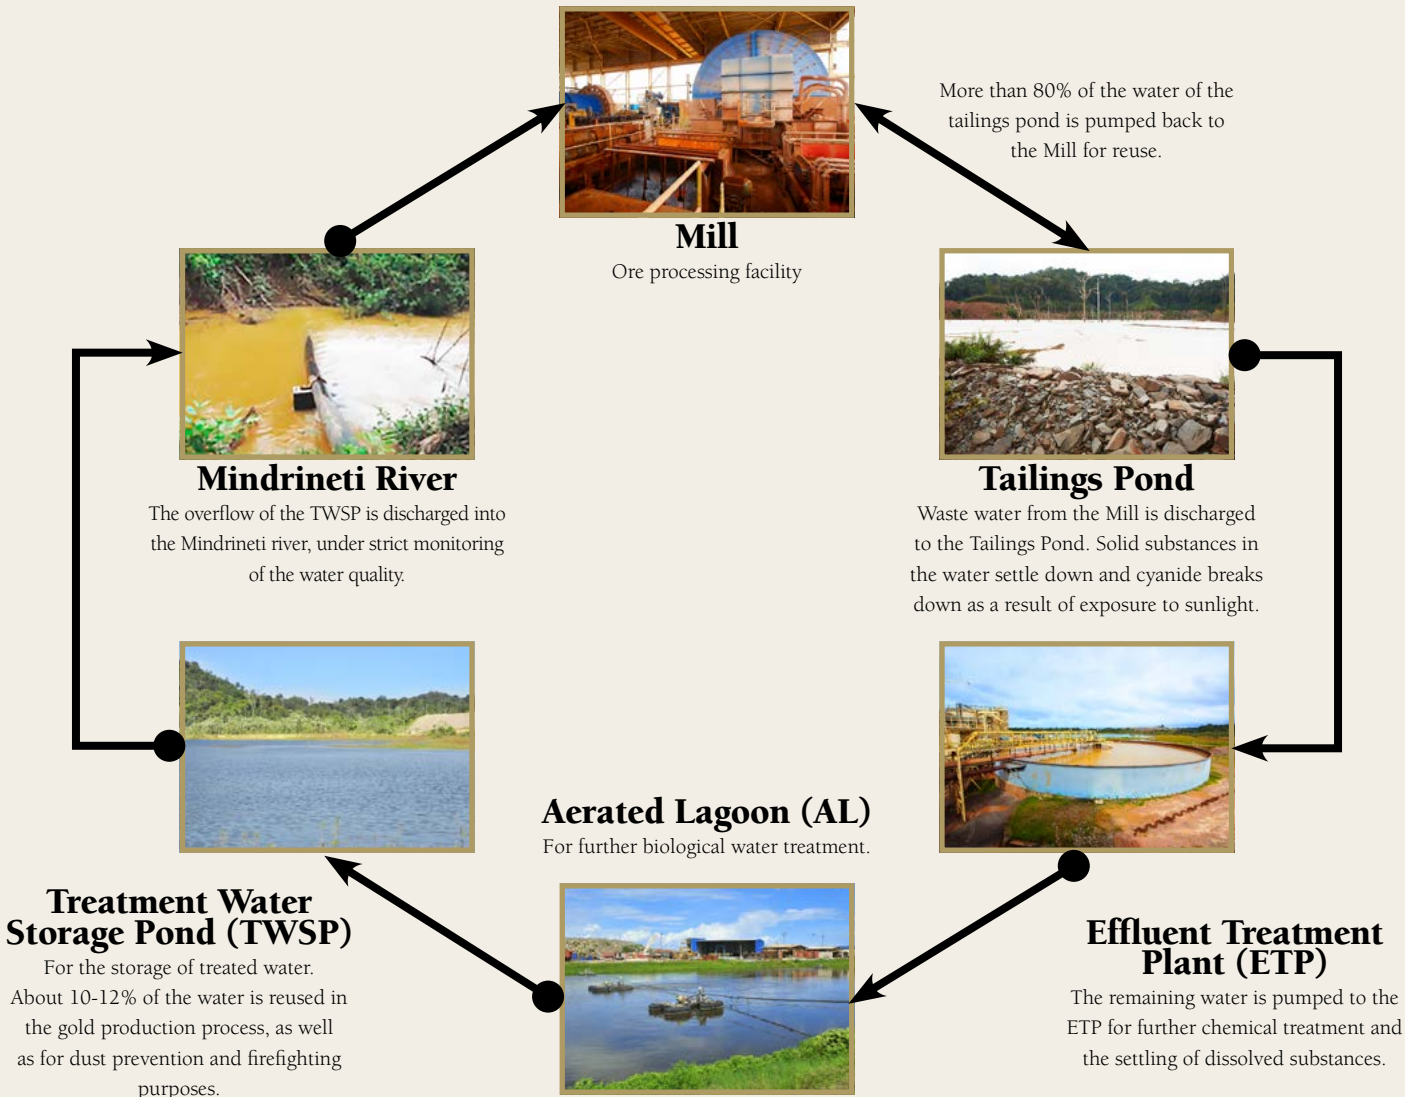 More than 80% of the water of the
tailings pond is pumped back to
the Mill for reuse.
Mill
Ore processing facility
Mindrineti River
The overflow of the TWSP is discharged into
the Mindrineti river, under strict monitoring
of the water quality.
Tailings Pond
Waste water from the Mill is discharged
to the Tailings Pond. Solid substances in
the water settle down and cyanide breaks
down as a result of exposure to sunlight.
Aerated Lagoon (AL)
For further biological water treatment.
Treatment Water
Storage Pond (TWSP)
For the storage of treated water.
About 10-12% of the water is reused in
the gold production process, as well
as for dust prevention and firefighting
purposes.
Effluent Treatment
Plant (ETP)
The remaining water is pumped to the
ETP for further chemical treatment and
the settling of dissolved substances.